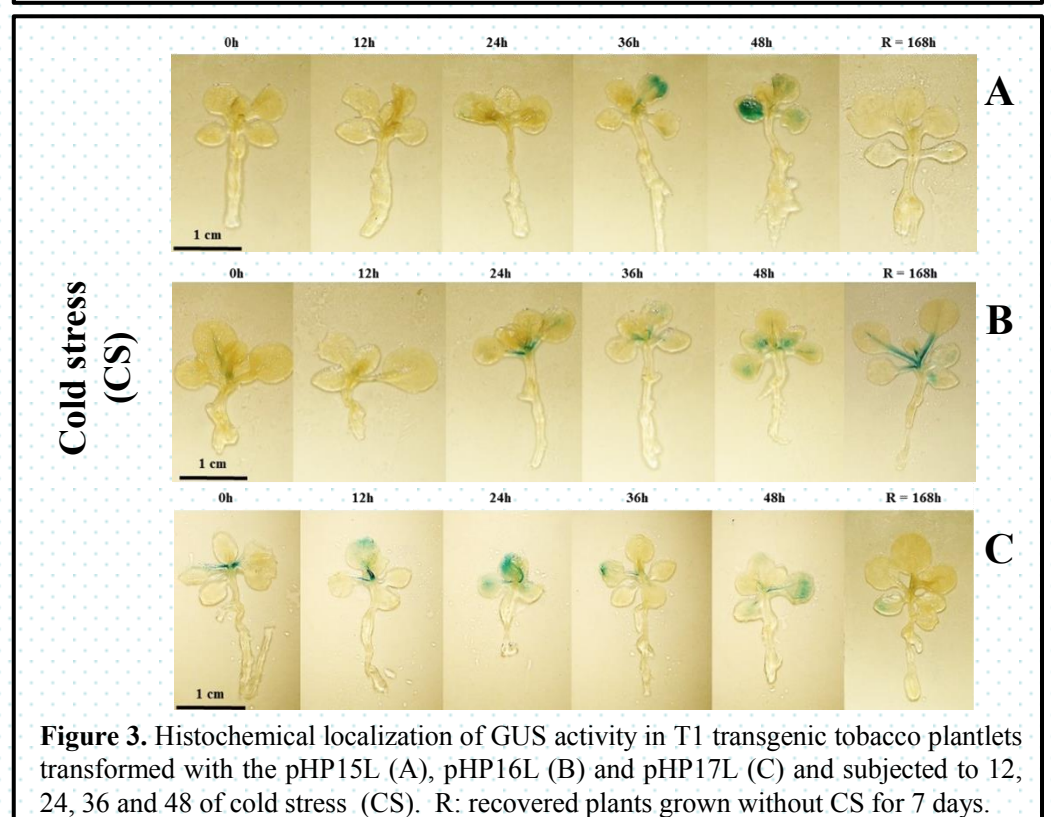 0h 12h 24h 36h 48h R = 168h
A
1 cm
0h 12h 24h 36h 48h R = 168h
B
Cold stress
(CS)
1 cm
0h 12h 24h 36h 48h R = 168h
C
1 cm
Figure 3. Histochemical localization of GUS activity in T1 transgenic tobacco plantlets
transformed with the pHP15L (A), pHP16L (B) and pHP17L (C) and subjected to 12,
24, 36 and 48 of cold stress (CS). R: recovered plants grown without CS for 7 days.